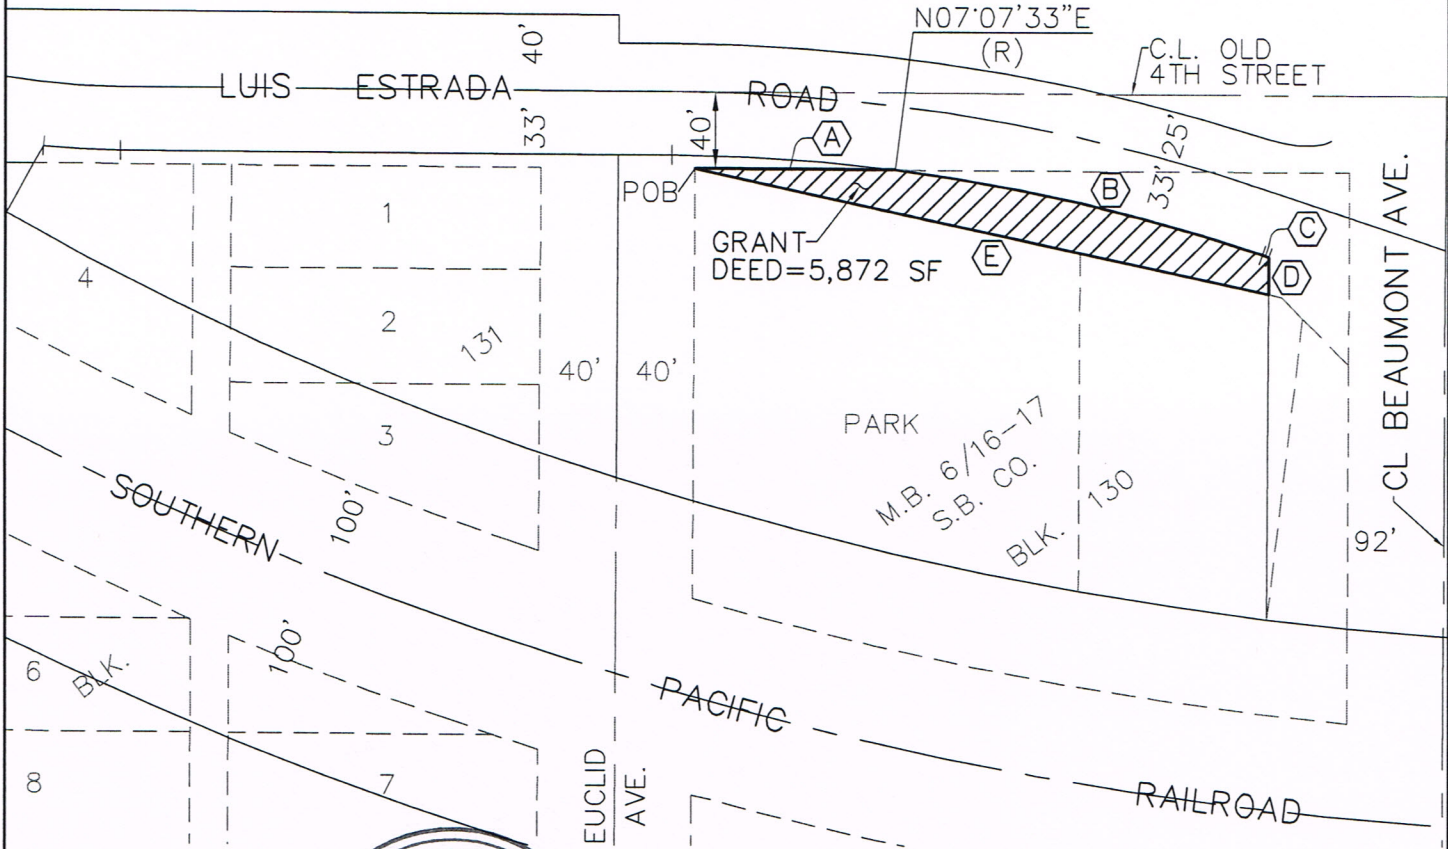 N07°07'33"E
(R)
C.L. OLD
4TH STREET
40'
LUIS ESTRADA ROAD
33'
40'
A
25'
33'
B
POB
C
D
E
GRANT
DEED=5,872 SF
1
2
3
4
131
40'
40'
PARK
M.B. 6/16-17
S.B. CO.
BLK. 130
CL BEAUMONT AVE.
92'
100'
100'
SOUTHERN PACIFIC RAILROAD
6
BLK.
8
7
EUCLID
AVE.